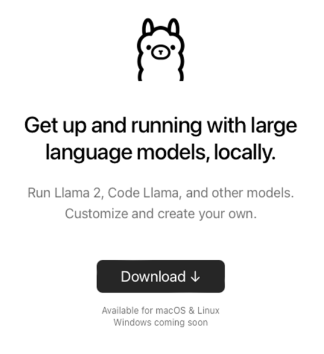 Get up and running with large
language models, locally.
Run Llama 2, Code Llama, and other models.
Customize and create your own.
Download ↓
Available for macOS & Linux
Windows coming soon